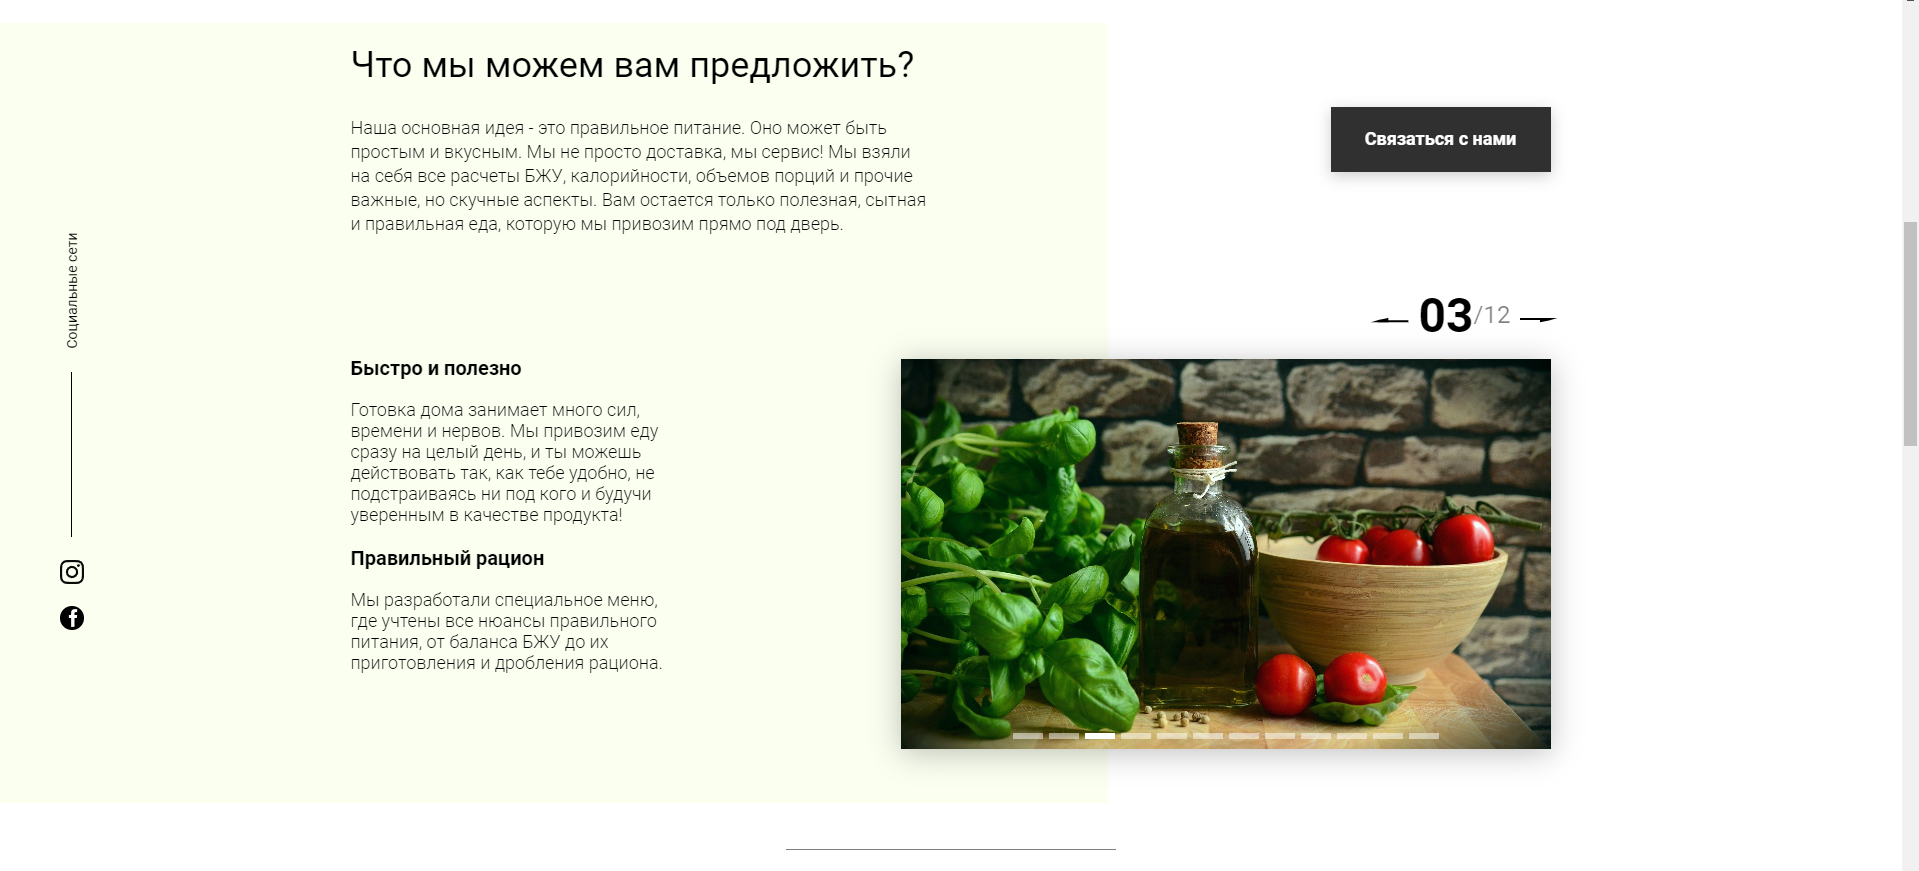 Что мы можем вам предложить?
Наша основная идея - это правильное питание. Оно может быть
простым и вкусным. Мы не просто доставка, мы сервис! Мы взяли
на себя все расчеты БЖУ, калорийности, объемов порций и прочие
важные, но скучные аспекты. Вам остается только полезная, сытная
и правильная еда, которую мы привозим прямо под дверь.
Связаться с нами
Социальные сети
03/12
Быстро и полезно
Готовка дома занимает много сил,
времени и нервов. Мы привозим еду
сразу на целый день, и ты можешь
действовать так, как тебе удобно, не
подстраиваясь ни под кого и будучи
уверенным в качестве продукта!
Правильный рацион
Мы разработали специальное меню,
где учтены все нюансы правильного
питания, от баланса БЖУ до их
приготовления и дробления рациона.